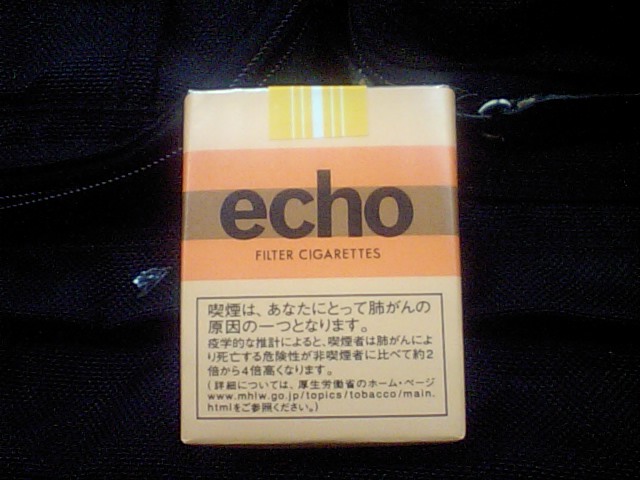 echo
FILTER CIGARETTES
喫煙は、あなたにとって肺がんの
原因の一つとなります。
疫学的な推計によると、喫煙者は肺がんによ
り死亡する危険性が非喫煙者に比べて約2
倍から4倍高くなります。
(詳細については、厚生労働省のホーム・ページ
www.mhlw.go.jp/topics/tobacco/main.
htmlをご参照ください。)